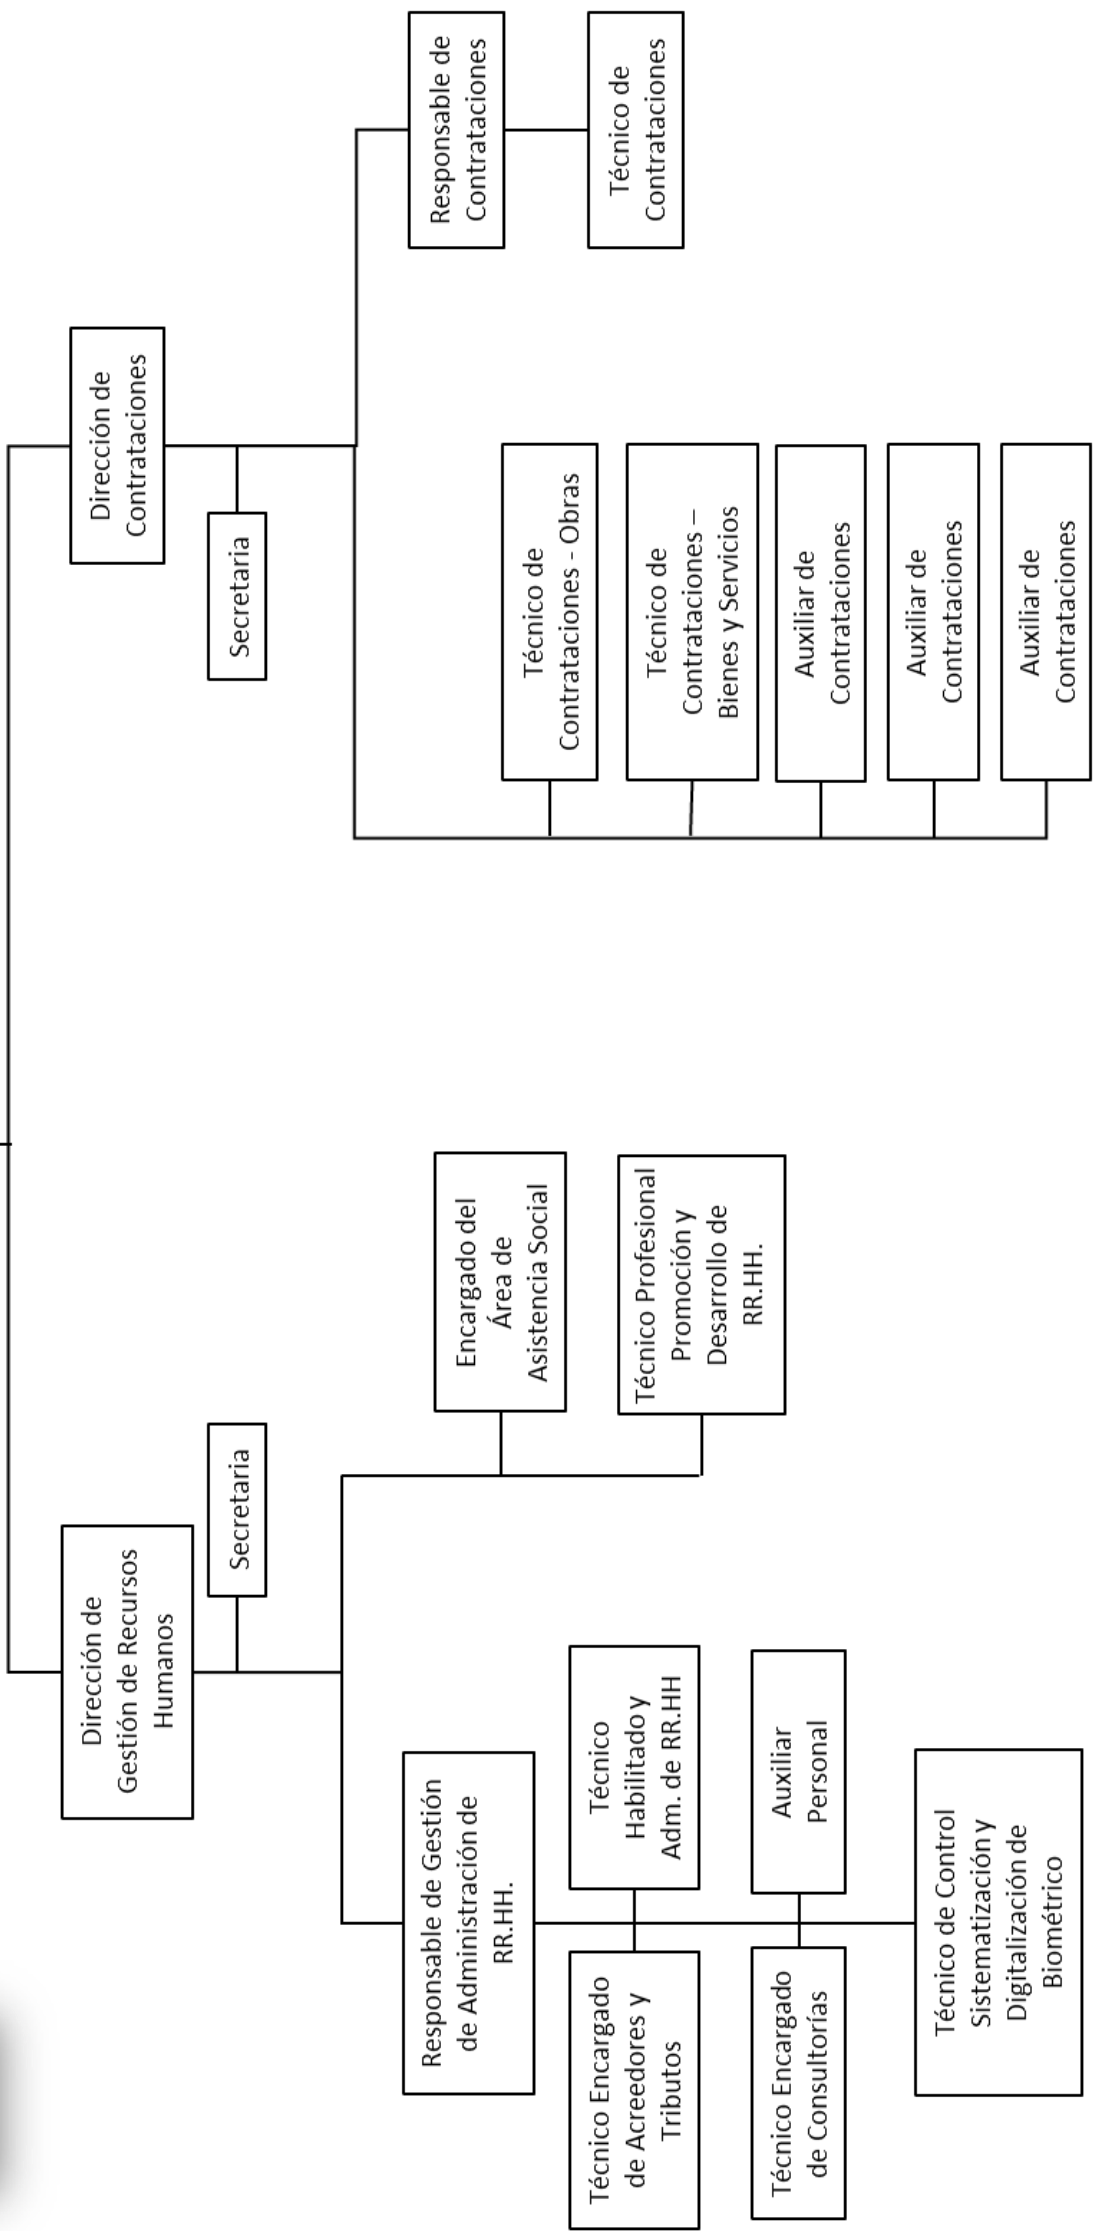 Dirección de
Gestión de Recursos
Humanos
Secretaria
Responsable de Gestión
de Administración de
RR.HH.
Técnico Encargado
de Acreedores y
Tributos
Técnico
Habilitado y
Adm. de RR.HH
Técnico Encargado
de Consultorías
Auxiliar
Personal
Técnico de Control
Sistematización y
Digitalización de
Biométrico
Encargado del
Área de
Asistencia Social
Técnico Profesional
Promoción y
Desarrollo de
RR.HH.
Dirección de
Contrataciones
Secretaria
Técnico de
Contrataciones - Obras
Técnico de
Contrataciones –
Bienes y Servicios
Auxiliar de
Contrataciones
Auxiliar de
Contrataciones
Auxiliar de
Contrataciones
Responsable de
Contrataciones
Técnico de
Contrataciones